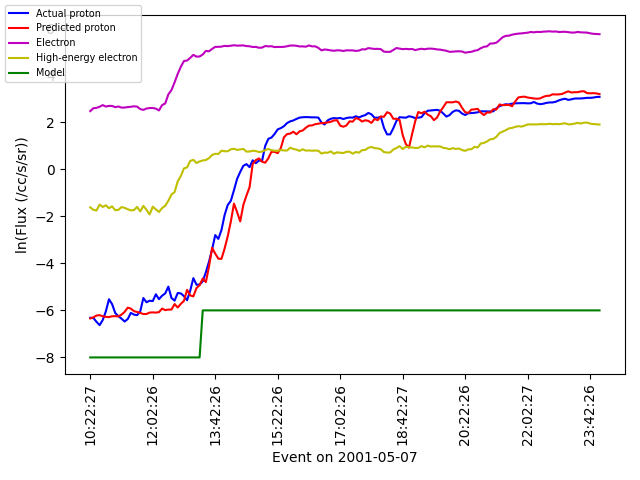 Actual proton
Predicted proton
Electron
High-energy electron
Model
2
0
−2
−4
−6
−8
ln(Flux (/cc/s/sr))
10:22:27
12:02:26
13:42:26
15:22:26
17:02:26
18:42:27
20:22:26
22:02:27
23:42:26
Event on 2001-05-07